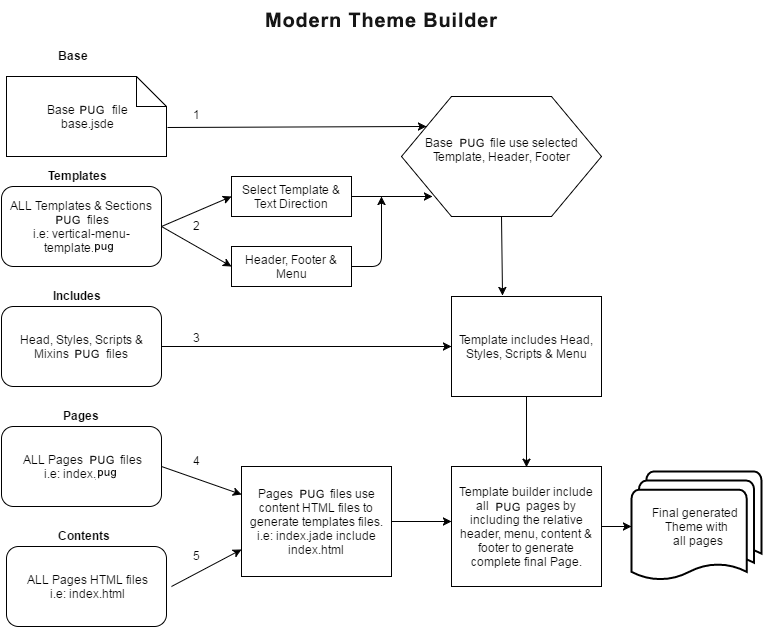 Modern Theme Builder
Base
Base PUG file
base.jsde
1
Base PUG file use selected
Template, Header, Footer
Templates
ALL Templates & Sections
PUG files
i.e: vertical-menu-
template.pug
2
Select Template &
Text Direction
Header, Footer &
Menu
Includes
Head, Styles, Scripts &
Mixins PUG files
3
Template includes Head,
Styles, Scripts & Menu
Pages
ALL Pages PUG files
i.e: index.pug
4
Pages PUG files use
content HTML files to
generate templates files.
i.e: index.jade include
index.html
Template builder include
all PUG pages by
including the relative
header, menu, content &
footer to generate
complete final Page.
Final generated
Theme with
all pages
Contents
ALL Pages HTML files
i.e: index.html
5